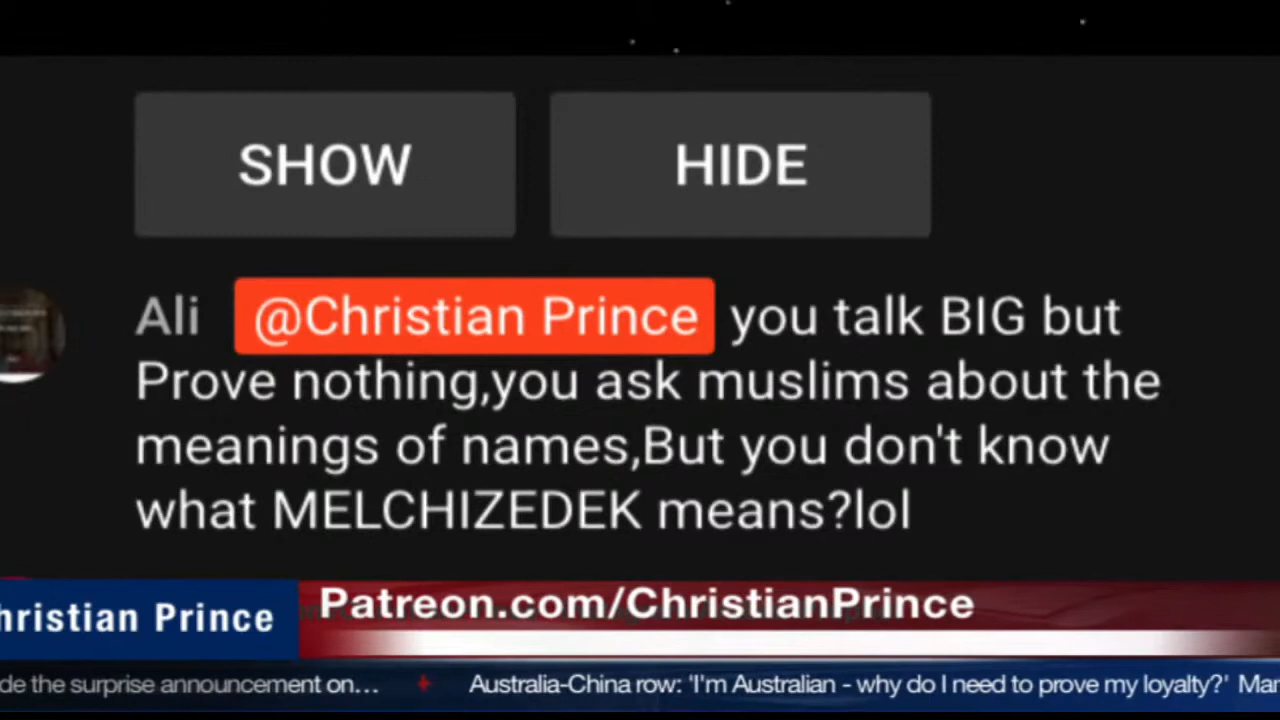 SHOW
HIDE
Ali @Christian Prince you talk BIG but
Prove nothing,you ask muslims about the
meanings of names,But you don't know
what MELCHIZEDEK means?lol
hristian Prince
Patreon.com/ChristianPrince
de the surprise announcement on... Australia-China row: 'I'm Australian - why do I need to prove my loyalty?' Mar